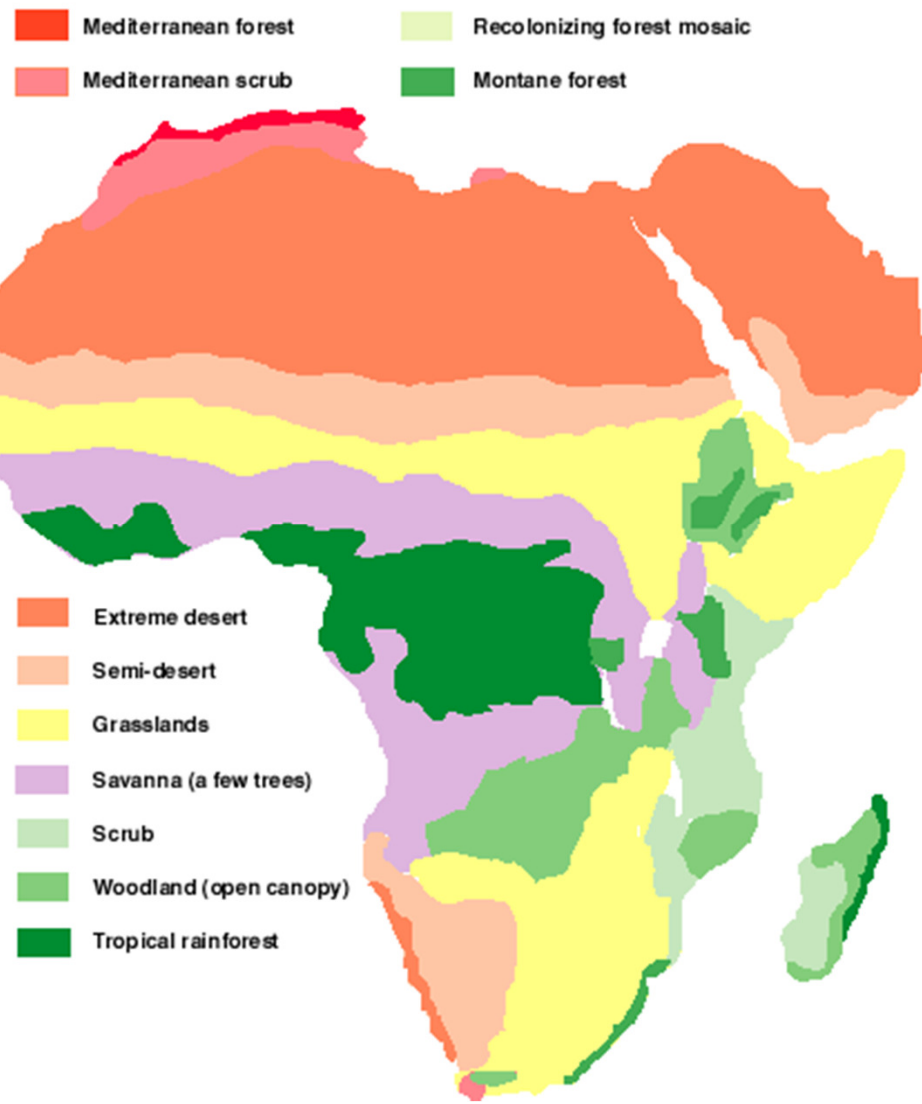 Mediterranean forest
Recolonizing forest mosaic
Mediterranean scrub
Montane forest
Extreme desert
Semi-desert
Grasslands
Savanna (a few trees)
Scrub
Woodland (open canopy)
Tropical rainforest